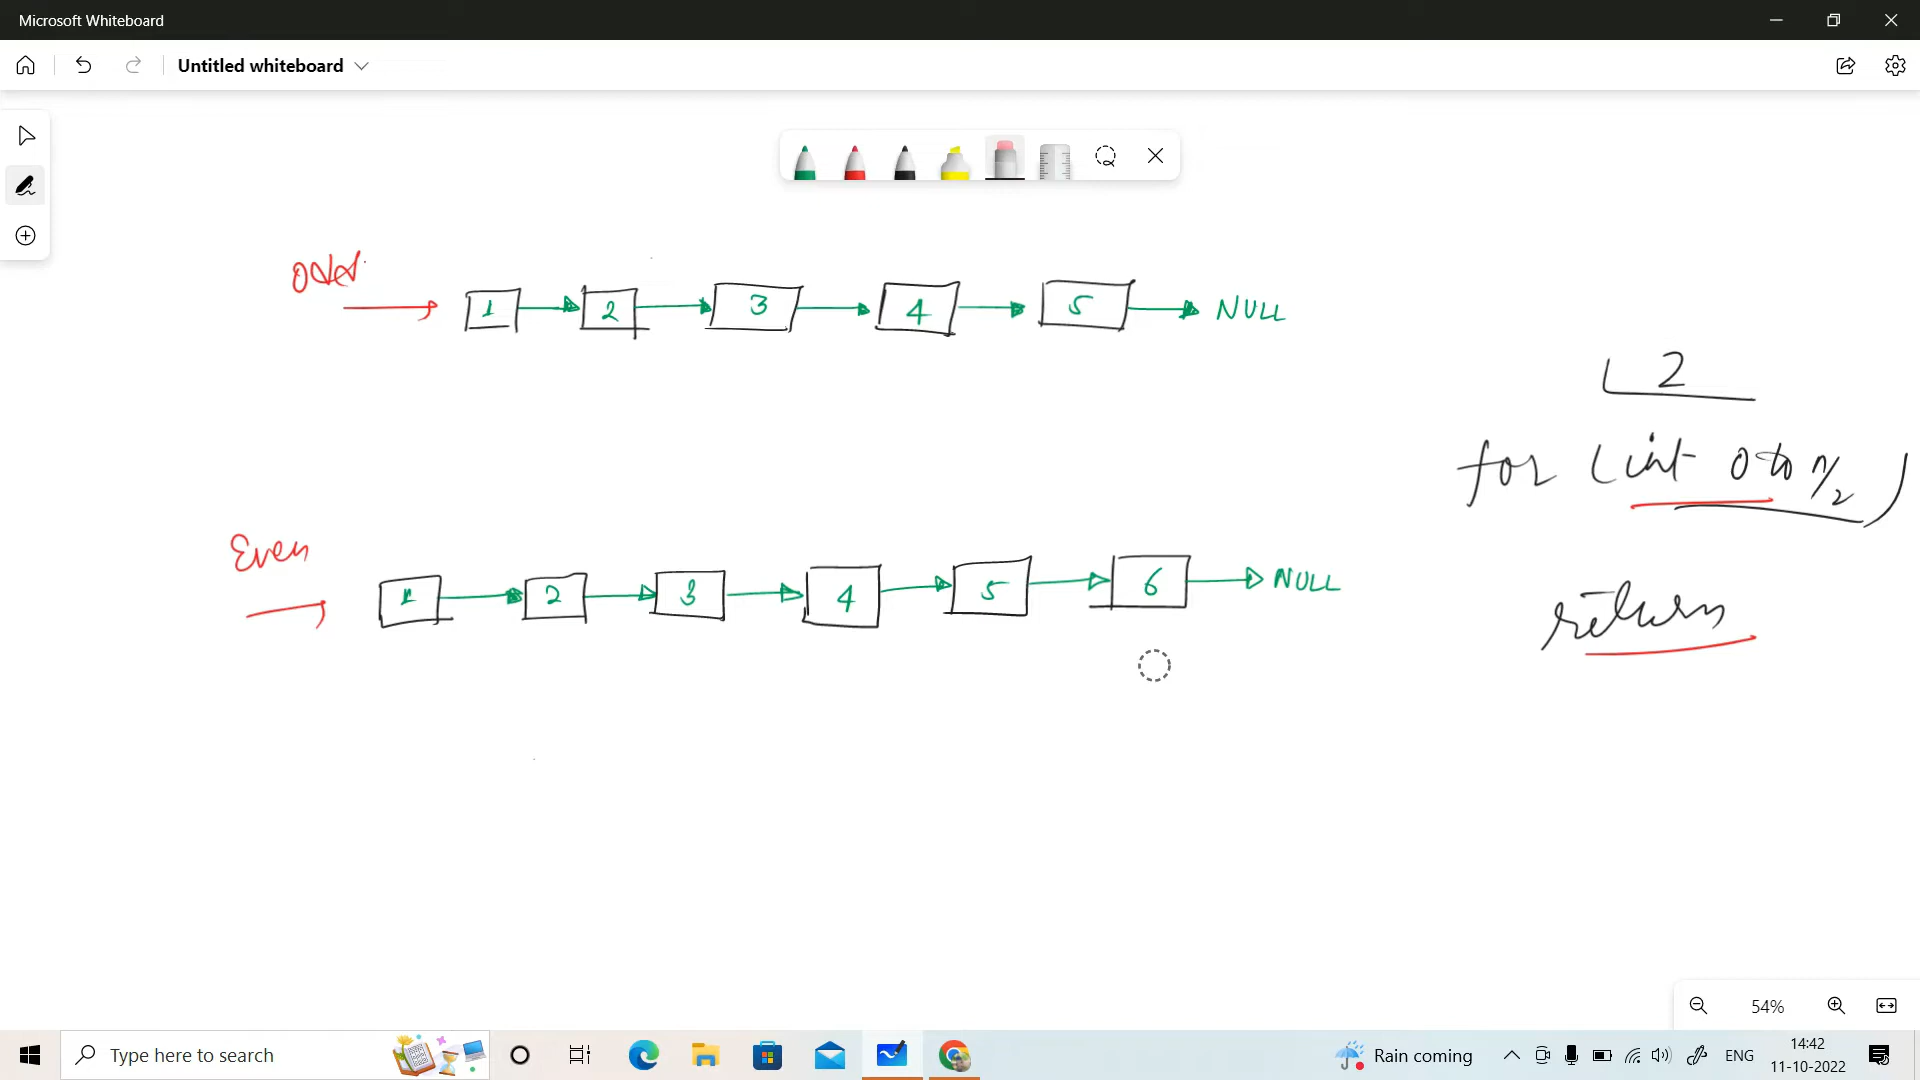 Microsoft Whiteboard
Untitled whiteboard
odd
1 2 3 4 5 NULL
2
for (int 0 to n/2)
Even
1 2 3 4 5 6 NULL
return
54%
Type here to search
Rain coming
ENG
14:42
11-10-2022